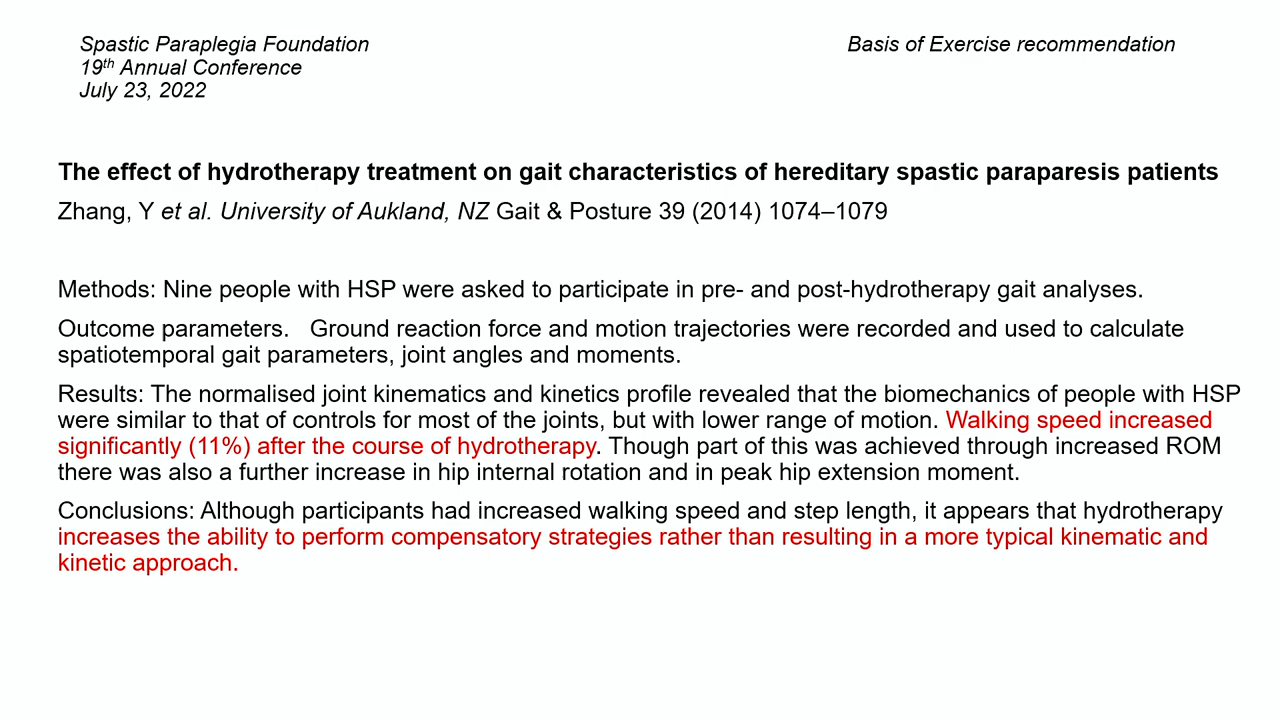 Spastic Paraplegia Foundation
19th Annual Conference
July 23, 2022
Basis of Exercise recommendation
The effect of hydrotherapy treatment on gait characteristics of hereditary spastic paraparesis patients
Zhang, Y et al. University of Aukland, NZ Gait & Posture 39 (2014) 1074–1079
Methods: Nine people with HSP were asked to participate in pre- and post-hydrotherapy gait analyses.
Outcome parameters.   Ground reaction force and motion trajectories were recorded and used to calculate
spatiotemporal gait parameters, joint angles and moments.
Results: The normalised joint kinematics and kinetics profile revealed that the biomechanics of people with HSP
were similar to that of controls for most of the joints, but with lower range of motion. Walking speed increased
significantly (11%) after the course of hydrotherapy. Though part of this was achieved through increased ROM
there was also a further increase in hip internal rotation and in peak hip extension moment.
Conclusions: Although participants had increased walking speed and step length, it appears that hydrotherapy
increases the ability to perform compensatory strategies rather than resulting in a more typical kinematic and
kinetic approach.